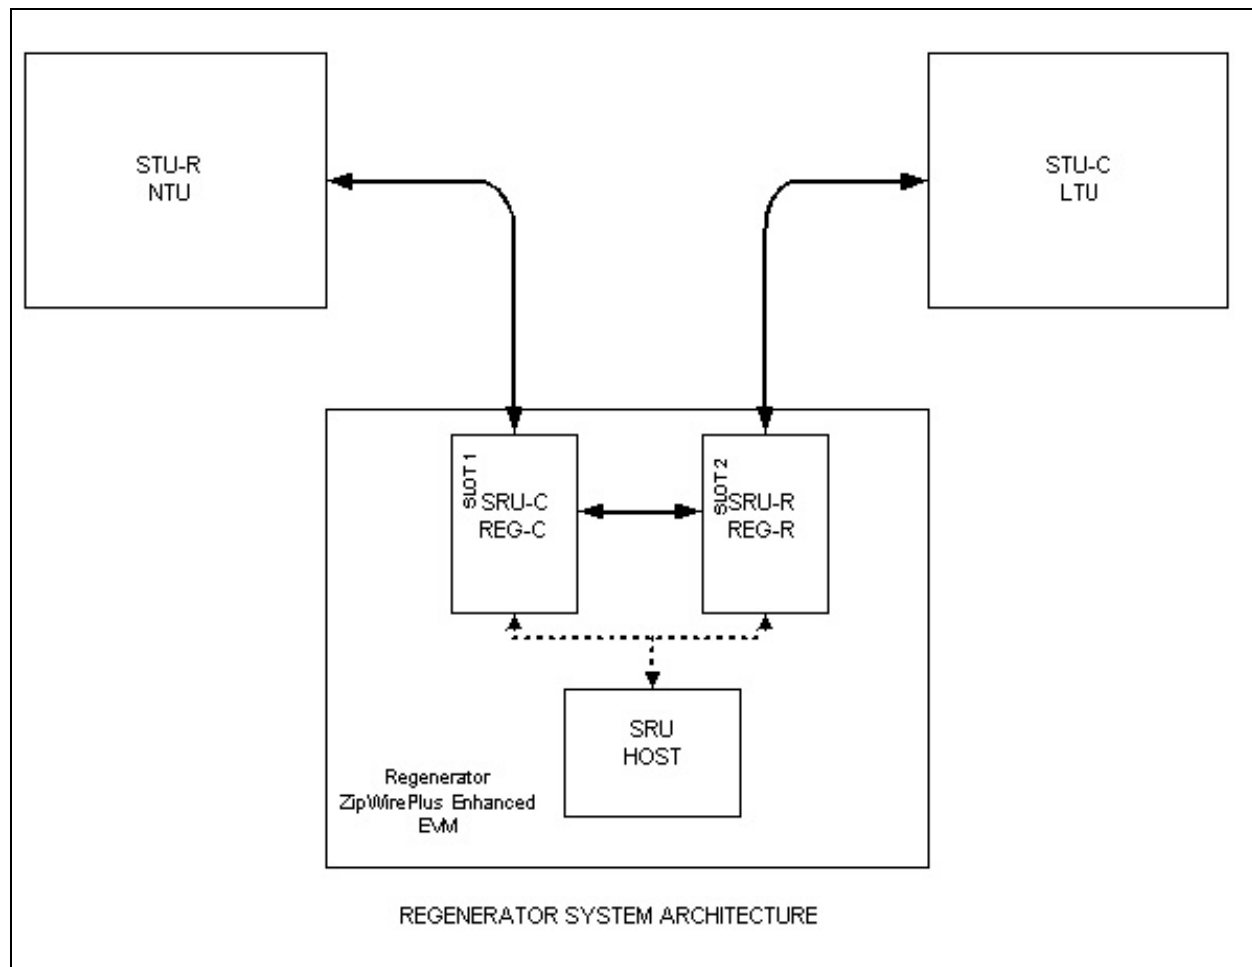 STU-R
NTU
STU-C
LTU
SLOT 1
SRU-C
REG-C
SLOT 2
SRU-R
REG-R
SRU
HOST
Regenerator
ZipWirePlus Enhanced
EVM
REGENERATOR SYSTEM ARCHITECTURE